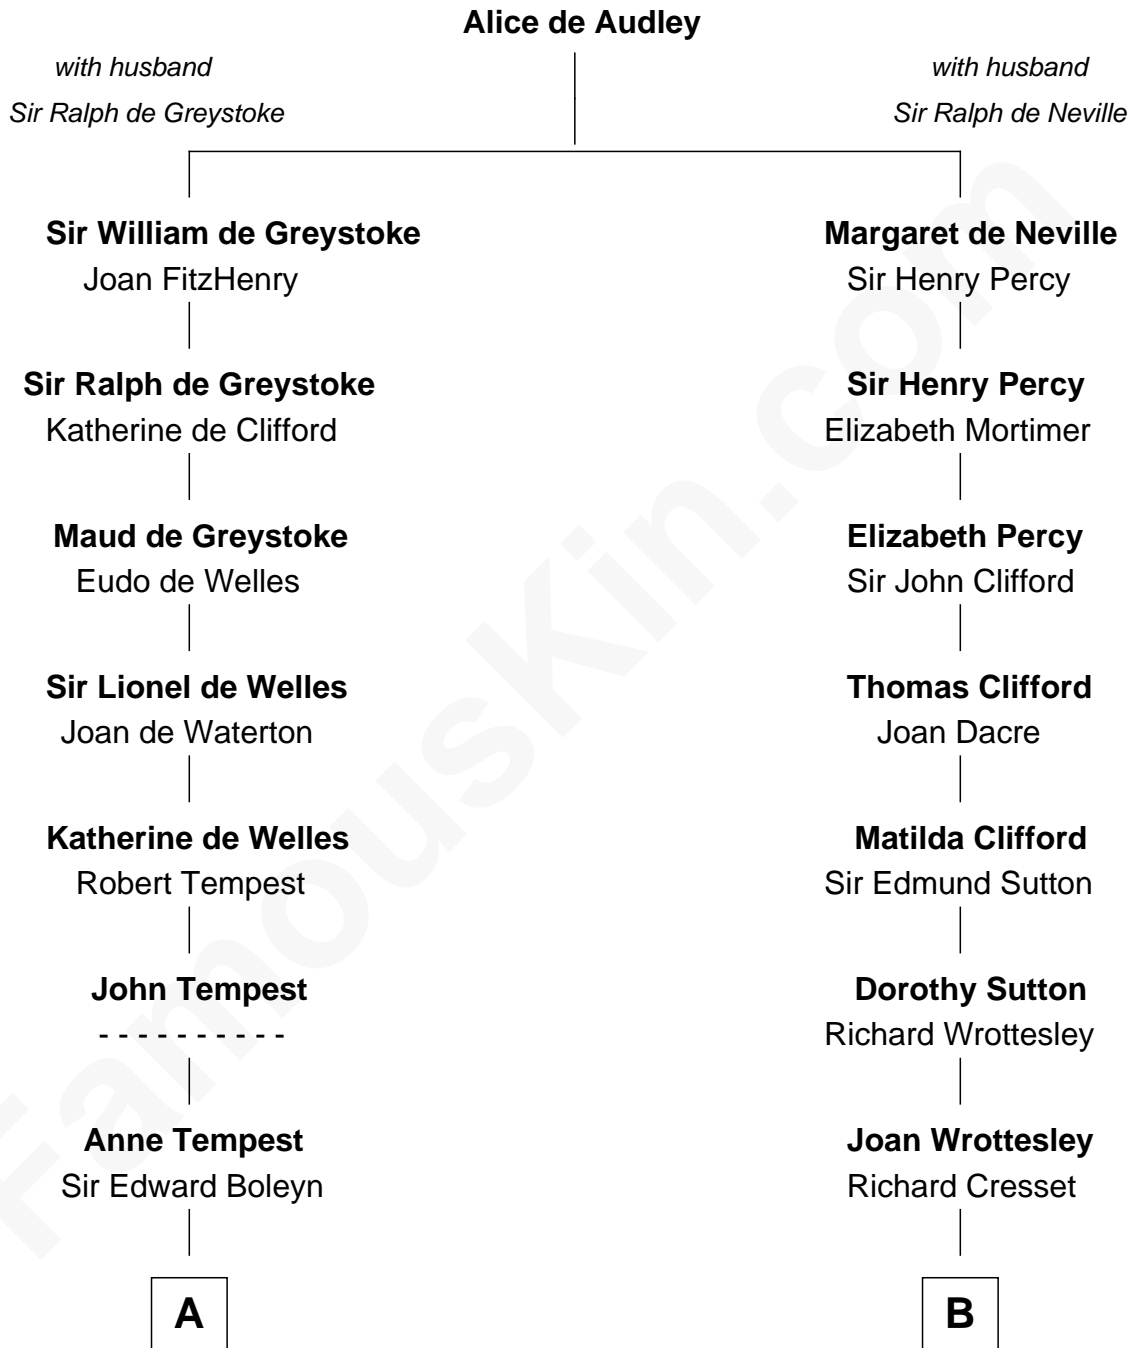 Alice de Audley
with husband
Sir Ralph de Greystoke
with husband
Sir Ralph de Neville
Sir William de Greystoke
Joan FitzHenry
Margaret de Neville
Sir Henry Percy
Sir Ralph de Greystoke
Katherine de Clifford
Sir Henry Percy
Elizabeth Mortimer
Maud de Greystoke
Eudo de Welles
Elizabeth Percy
Sir John Clifford
Sir Lionel de Welles
Joan de Waterton
Thomas Clifford
Joan Dacre
Katherine de Welles
Robert Tempest
Matilda Clifford
Sir Edmund Sutton
John Tempest
- - - - - - - - - -
Dorothy Sutton
Richard Wrottesley
Anne Tempest
Sir Edward Boleyn
Joan Wrottesley
Richard Cresset
A
B
FamousKin.com